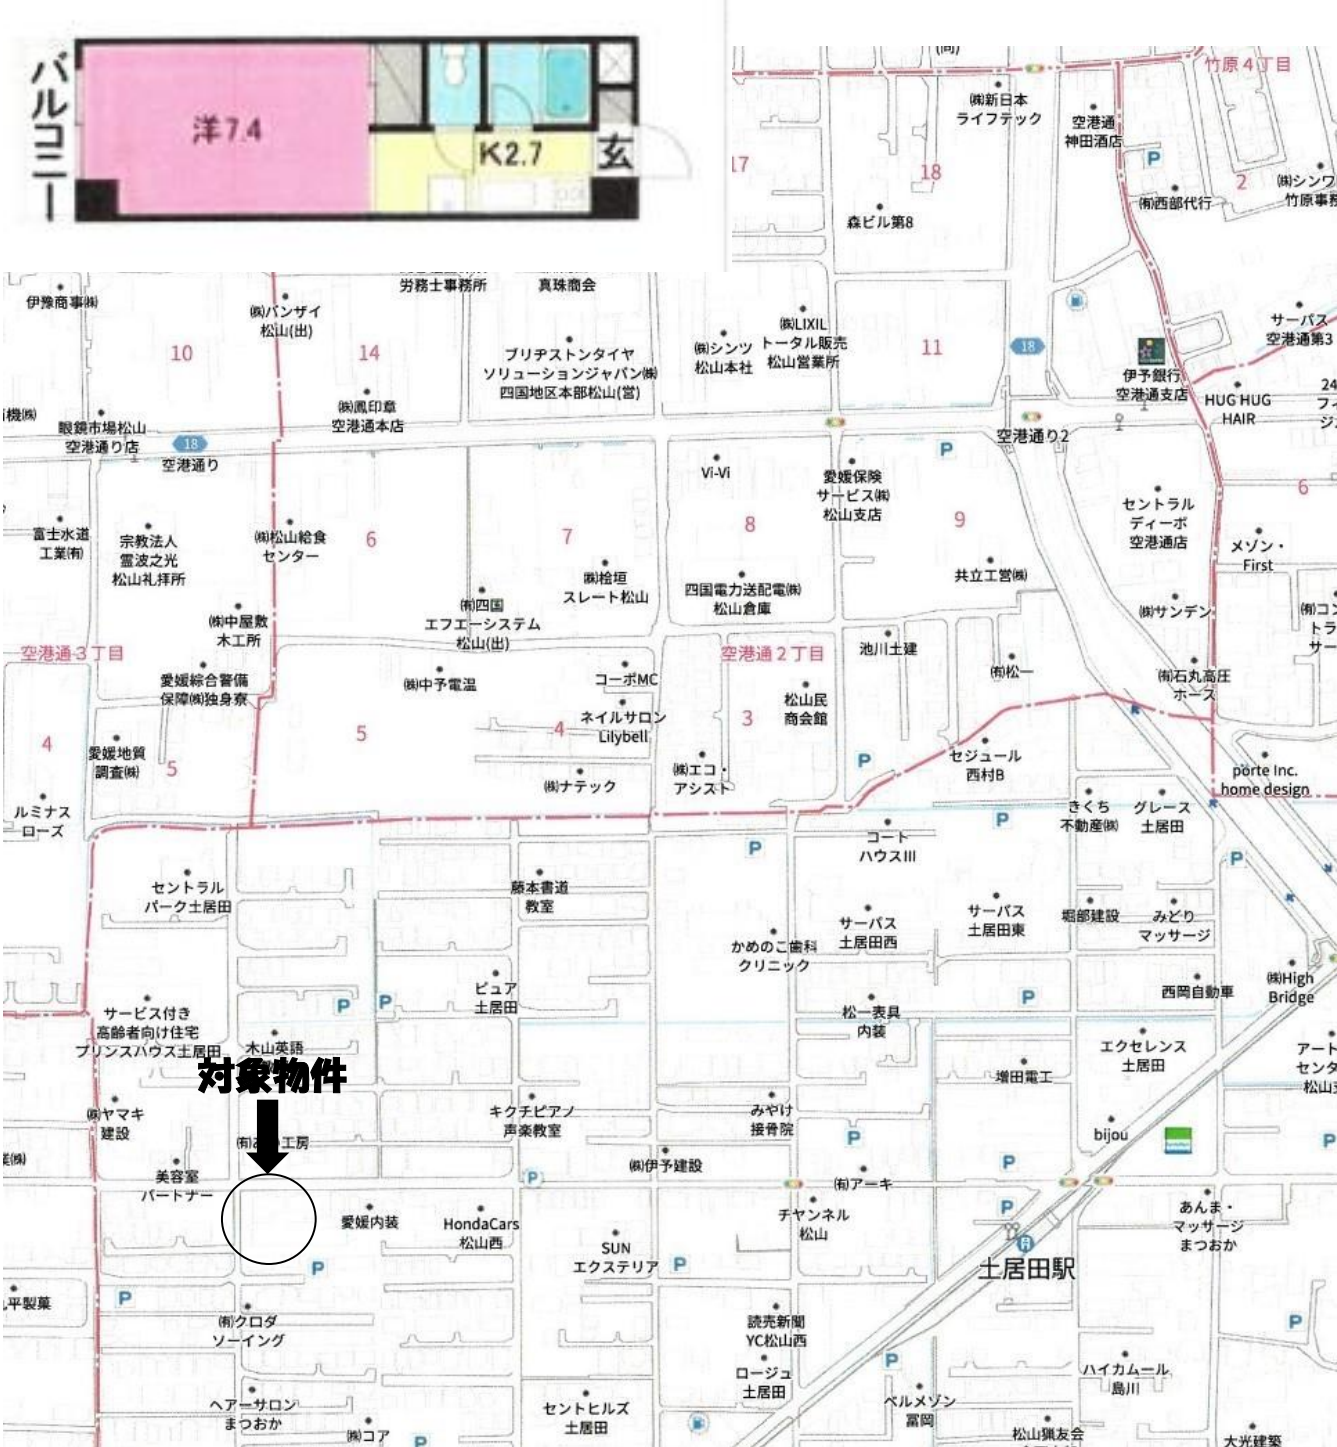 バルコニー
洋7.4
K2.7
玄
竹原4丁目
㈱新日本
ライフテック
空港通
神田酒店
17
18
2
㈱シンワ
㈲西部代行
森ビル第8
伊豫商事㈱
㈱バンザイ
松山(出)
労務士事務所
真珠商会
10
14
ブリヂストンタイヤ
ソリューションジャパン㈱
四国地区本部松山(営)
㈱シンツ
松山本社
㈱LIXIL
トータル販売
松山営業所
11
18
サーパス
空港通第3
伊予銀行
空港通支店
HUG HUG
HAIR
㈱鳳印章
空港通本店
眼鏡市場松山
空港通り店
18
空港通り
空港通り2
Vi-Vi
愛媛保険
サービス㈱
松山支店
9
セントラル
ディーボ
空港通店
6
メゾン・
First
富士水道
工業㈲
宗教法人
霊波之光
松山礼拝所
㈱松山給食
センター
6
7
8
㈱桧垣
スレート松山
四国電力送配電㈱
松山倉庫
共立工営㈱
㈲四国
エフエーシステム
松山(出)
㈱中屋敷
木工所
㈱サンデン
空港通3丁目
空港通2丁目
池川土建
㈲松一
㈲石丸高圧
ホース
愛媛綜合警備
保障㈱独身寮
㈱中予電温
コーポMC
ネイルサロン
Lilybell
松山民
商会館
3
4
5
5
4
愛媛地質
調査㈱
㈱ナテック
㈱エコ・
アシスト
セジュール
西村B
porte Inc.
home design
ルミナス
ローズ
きくち
不動産㈱
グレース
土居田
コート
ハウスIII
セントラル
パーク土居田
藤本書道
教室
かめのこ歯科
クリニック
サーパス
土居田西
サーパス
土居田東
堀部建設
みどり
マッサージ
ピュア
土居田
西岡自動車
㈱High
Bridge
サービス付き
高齢者向け住宅
プリンスハウス土居田
木山英語
対象物件
松一表具
内装
エクセレンス
土居田
増田電工
㈱ヤマキ
建設
キクチピアノ
声楽教室
みやけ
接骨院
bijou
美容室
パートナー
㈱伊予建設
㈲アーキ
愛媛内装
HondaCars
松山西
SUN
エクステリア
チャンネル
松山
あんま・
マッサージ
まつおか
土居田駅
㈲クロダ
ソーイング
読売新聞
YC松山西
ロージュ
土居田
ハイカムール
島川
ヘアーサロン
まつおか
㈱コア
セントヒルズ
土居田
ベルメゾン
冨岡
松山猟友会
大光建築